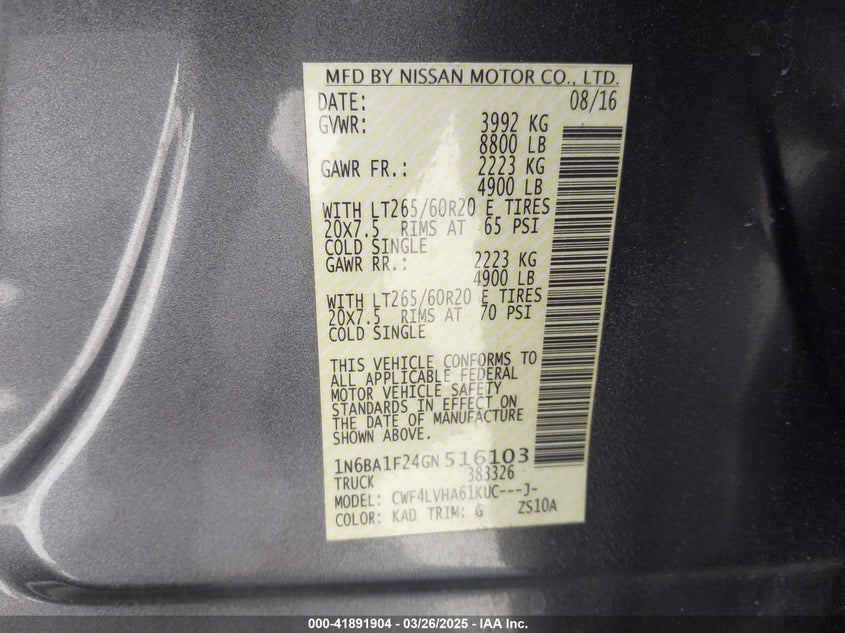 MFD BY NISSAN MOTOR CO., LTD.
DATE: 08/16
GVWR: 3992 KG
8800 LB
GAWR FR.: 2223 KG
4900 LB
WITH LT265/60R20 E TIRES
20x7.5 RIMS AT 65 PSI
COLD SINGLE
GAWR RR.: 2223 KG
4900 LB
WITH LT265/60R20 E TIRES
20x7.5 RIMS AT 70 PSI
COLD SINGLE
THIS VEHICLE CONFORMS TO
ALL APPLICABLE FEDERAL
MOTOR VEHICLE SAFETY
STANDARDS IN EFFECT ON
THE DATE OF MANUFACTURE
SHOWN ABOVE.
1N6BA1F24GN516103
TRUCK 383326
MODEL: CWF4LVHA61KUC---J-
COLOR: KAD TRIM: G ZS10A
000-41891904 — 03/26/2025 — IAA Inc.